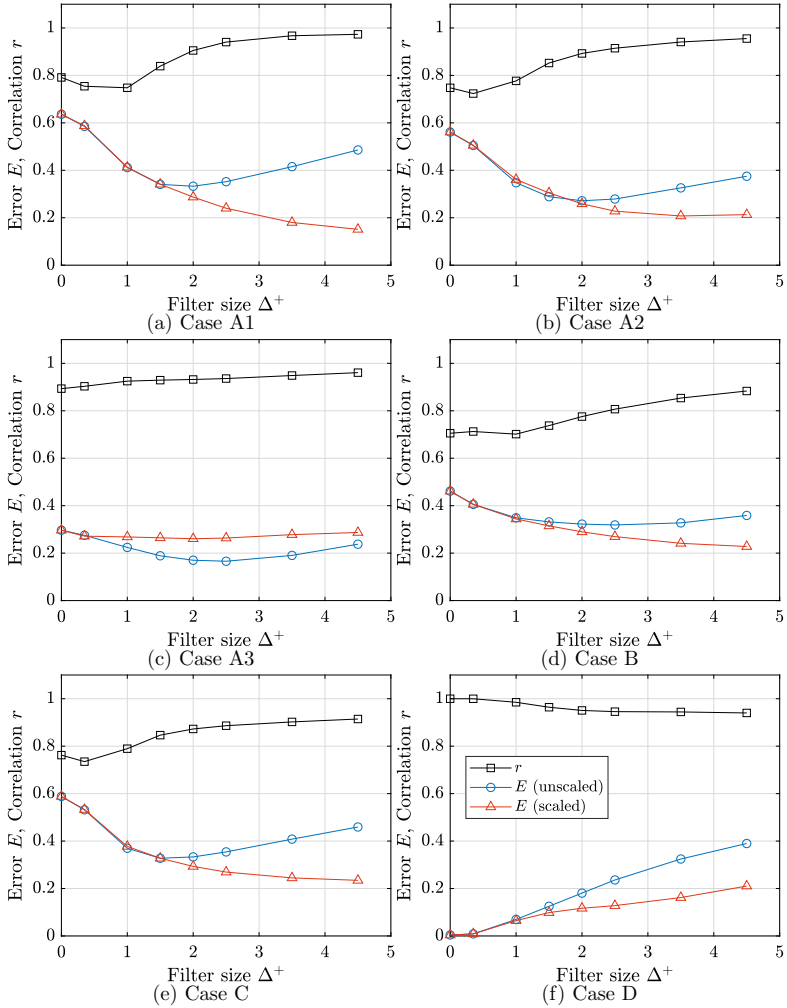 1
0.8
0.6
0.4
0.2
0
Error E, Correlation r
0 1 2 3 4 5
Filter size Δ⁺
(a) Case A1
1
0.8
0.6
0.4
0.2
0
Error E, Correlation r
0 1 2 3 4 5
Filter size Δ⁺
(b) Case A2
1
0.8
0.6
0.4
0.2
0
Error E, Correlation r
0 1 2 3 4 5
Filter size Δ⁺
(c) Case A3
1
0.8
0.6
0.4
0.2
0
Error E, Correlation r
0 1 2 3 4 5
Filter size Δ⁺
(d) Case B
1
0.8
0.6
0.4
0.2
0
Error E, Correlation r
0 1 2 3 4 5
Filter size Δ⁺
(e) Case C
1
0.8
0.6
0.4
0.2
0
Error E, Correlation r
r
E (unscaled)
E (scaled)
0 1 2 3 4 5
Filter size Δ⁺
(f) Case D